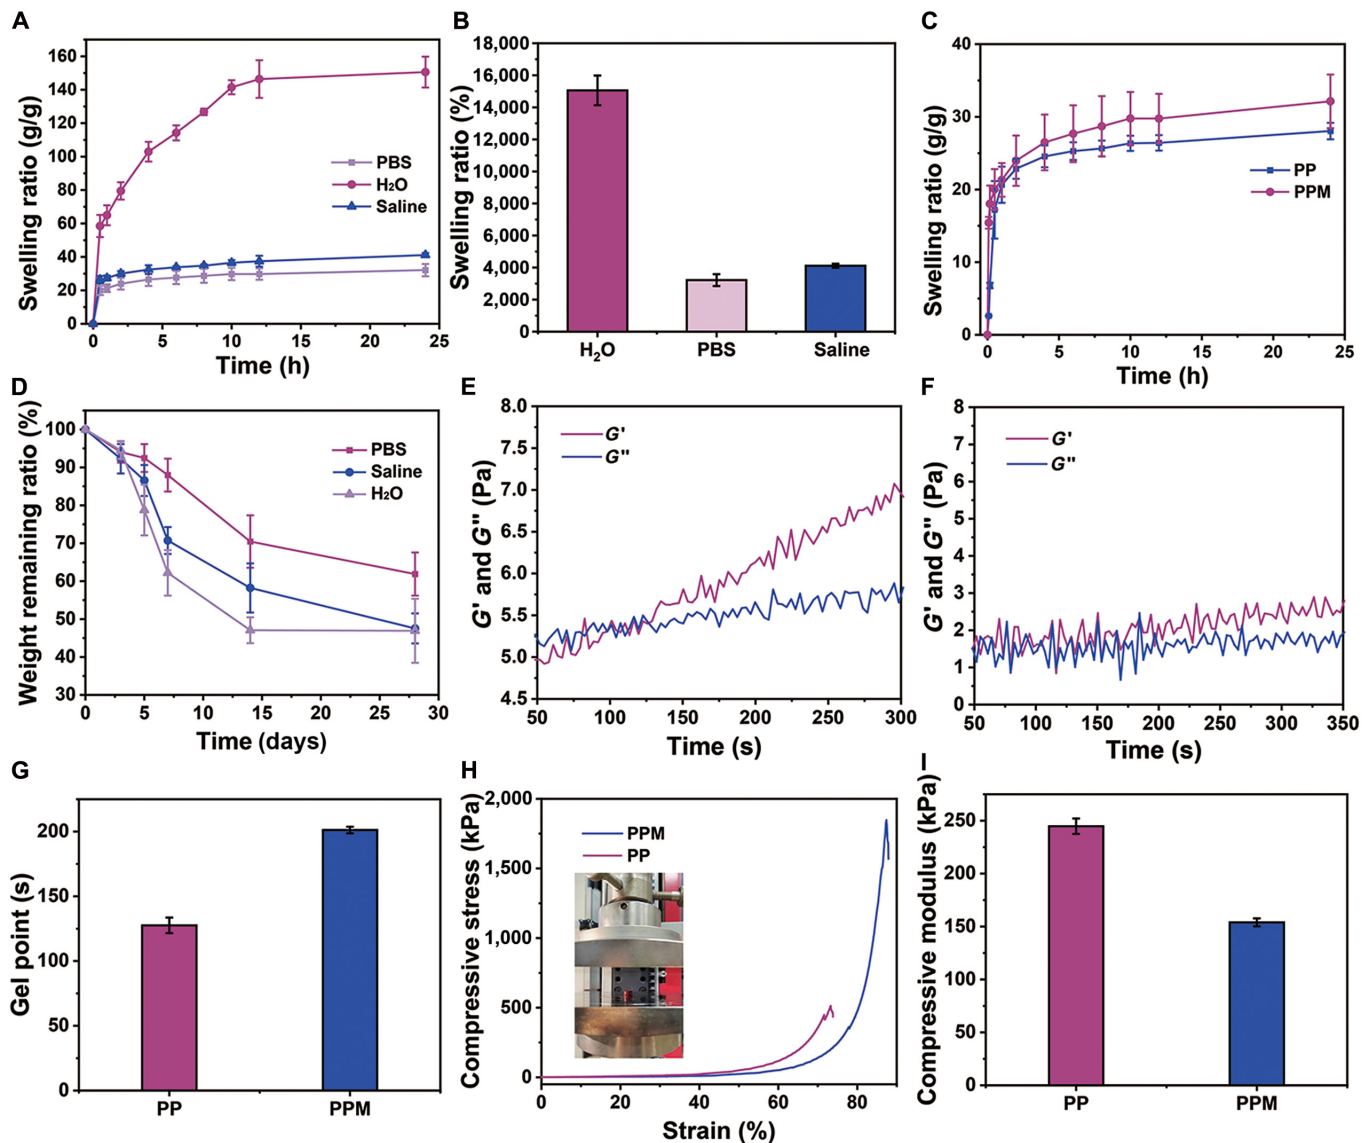 A
Swelling ratio (g/g)
160
140
120
100
80
60
40
20
0
PBS
H₂O
Saline
0 5 10 15 20 25
Time (h)
B
Swelling ratio (%)
18,000
16,000
14,000
12,000
10,000
8,000
6,000
4,000
2,000
0
H₂O PBS Saline
C
Swelling ratio (g/g)
40
30
20
10
0
PP
PPM
0 5 10 15 20 25
Time (h)
D
Weight remaining ratio (%)
100
90
80
70
60
50
40
30
PBS
Saline
H₂O
0 5 10 15 20 25 30
Time (days)
E
G' and G" (Pa)
8.0
7.0
6.5
6.0
5.5
5.0
4.5
G'
G"
50 100 150 200 250 300
Time (s)
F
G' and G" (Pa)
8
7
6
5
4
3
2
1
0
G'
G"
50 100 150 200 250 300 350
Time (s)
G
Gel point (s)
200
150
100
50
0
PP PPM
H
Compressive stress (kPa)
2,000
1,500
1,000
500
0
PPM
PP
0 20 40 60 80
Strain (%)
I
Compressive modulus (kPa)
250
200
150
100
50
0
PP PPM